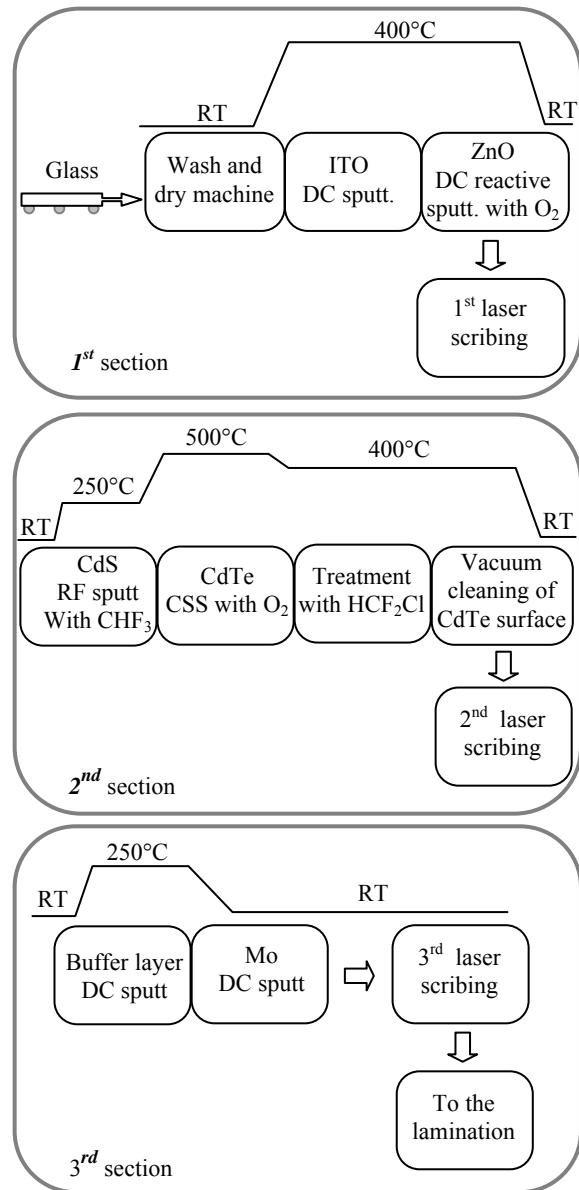 400°C
RT
RT
Glass
Wash and
dry machine
ITO
DC sputt.
ZnO
DC reactive
sputt. with O₂
1st laser
scribing
1st section
500°C
400°C
250°C
RT
RT
CdS
RF sputt
With CHF₃
CdTe
CSS with O₂
Treatment
with HCF₂Cl
Vacuum
cleaning of
CdTe surface
2nd laser
scribing
2nd section
250°C
RT
RT
Buffer layer
DC sputt
Mo
DC sputt
3rd laser
scribing
To the
lamination
3rd section